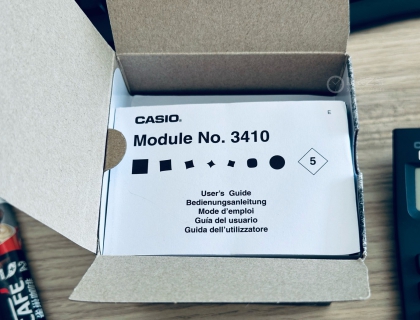 CASIO.
E
Module No. 3410
5
User's Guide
Bedienungsanleitung
Mode d'emploi
Guía del usuario
Guida dell'utilizzatore